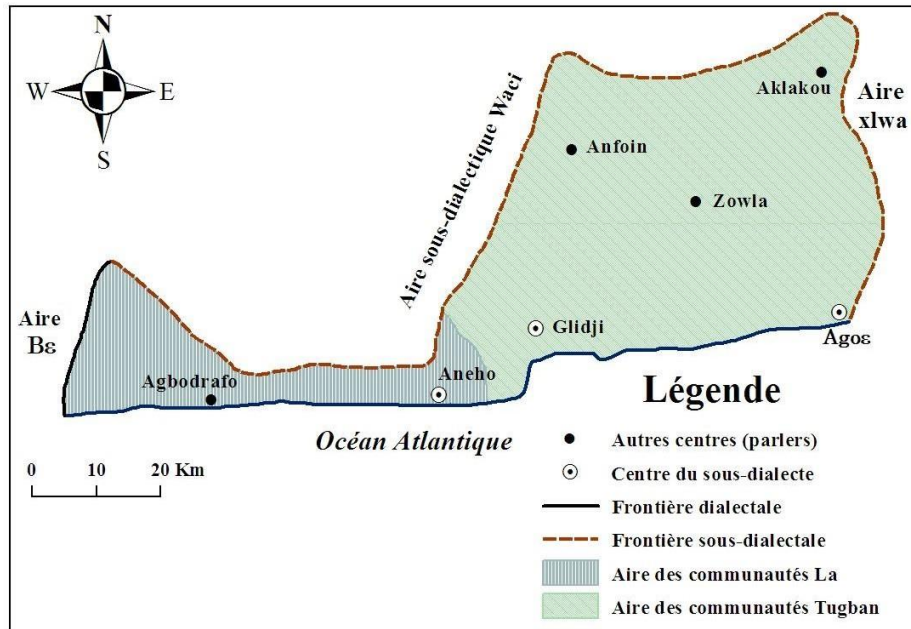 N
W
E
S
Aire sous-dialectique Waci
Aklakou
Aire
xlwa
Anfoin
Zowla
Aire
Bɛ
Glidji
Agoɛ
Agbodrafo
Aneho
Océan Atlantique
0 10 20 Km
Légende
Autres centres (parlers)
Centre du sous-dialecte
Frontière dialectale
Frontière sous-dialectale
Aire des communautés La
Aire des communautés Tugban